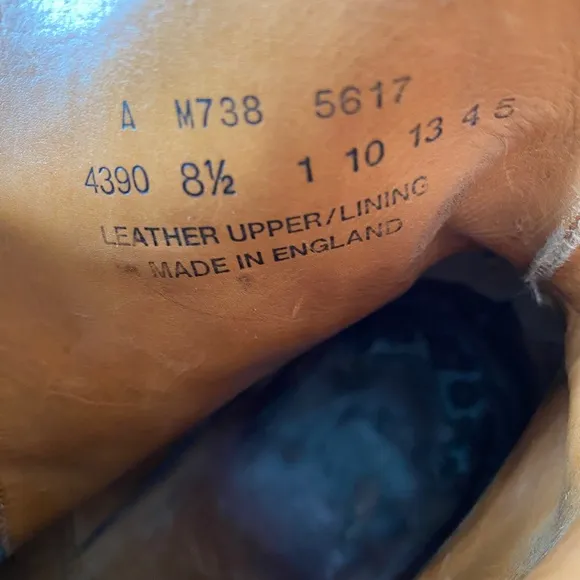 A M738 5617
4390 8½ 1 10 13 4 5
LEATHER UPPER/LINING
MADE IN ENGLAND